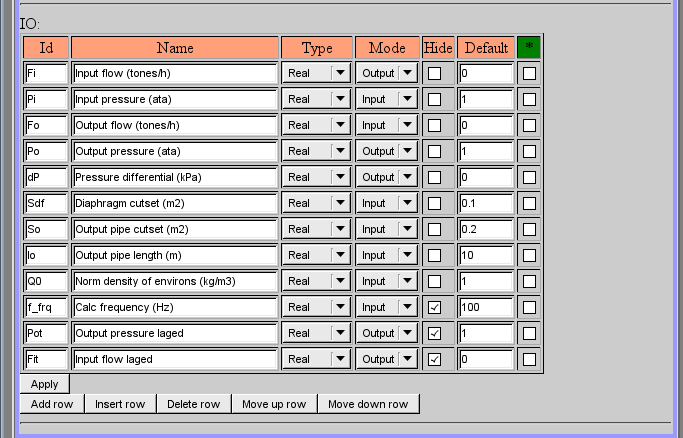 IO:
Id Name Type Mode Hide Default *
Fi Input flow (tones/h) Real Output 0
Pi Input pressure (ata) Real Input 1
Fo Output flow (tones/h) Real Input 0
Po Output pressure (ata) Real Output 1
dP Pressure differential (kPa) Real Output 0
Sdf Diaphragm cutset (m2) Real Input 0.1
So Output pipe cutset (m2) Real Input 0.2
lo Output pipe length (m) Real Input 10
Q0 Norm density of environs (kg/m3) Real Input 1
f_frq Calc frequency (Hz) Real Input 100
Pot Output pressure laged Real Output 1
Fit Input flow laged Real Output 0
Apply
Add row Insert row Delete row Move up row Move down row